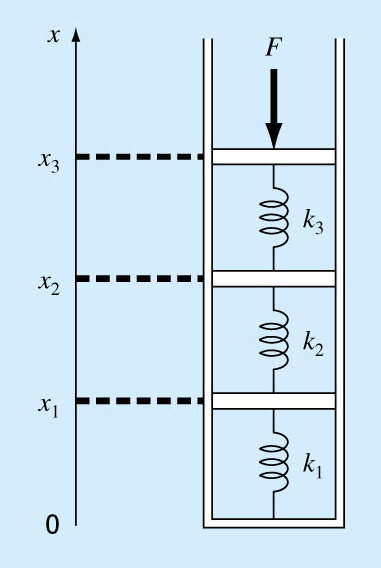 x
F
x₃
k₃
x₂
k₂
x₁
k₁
0